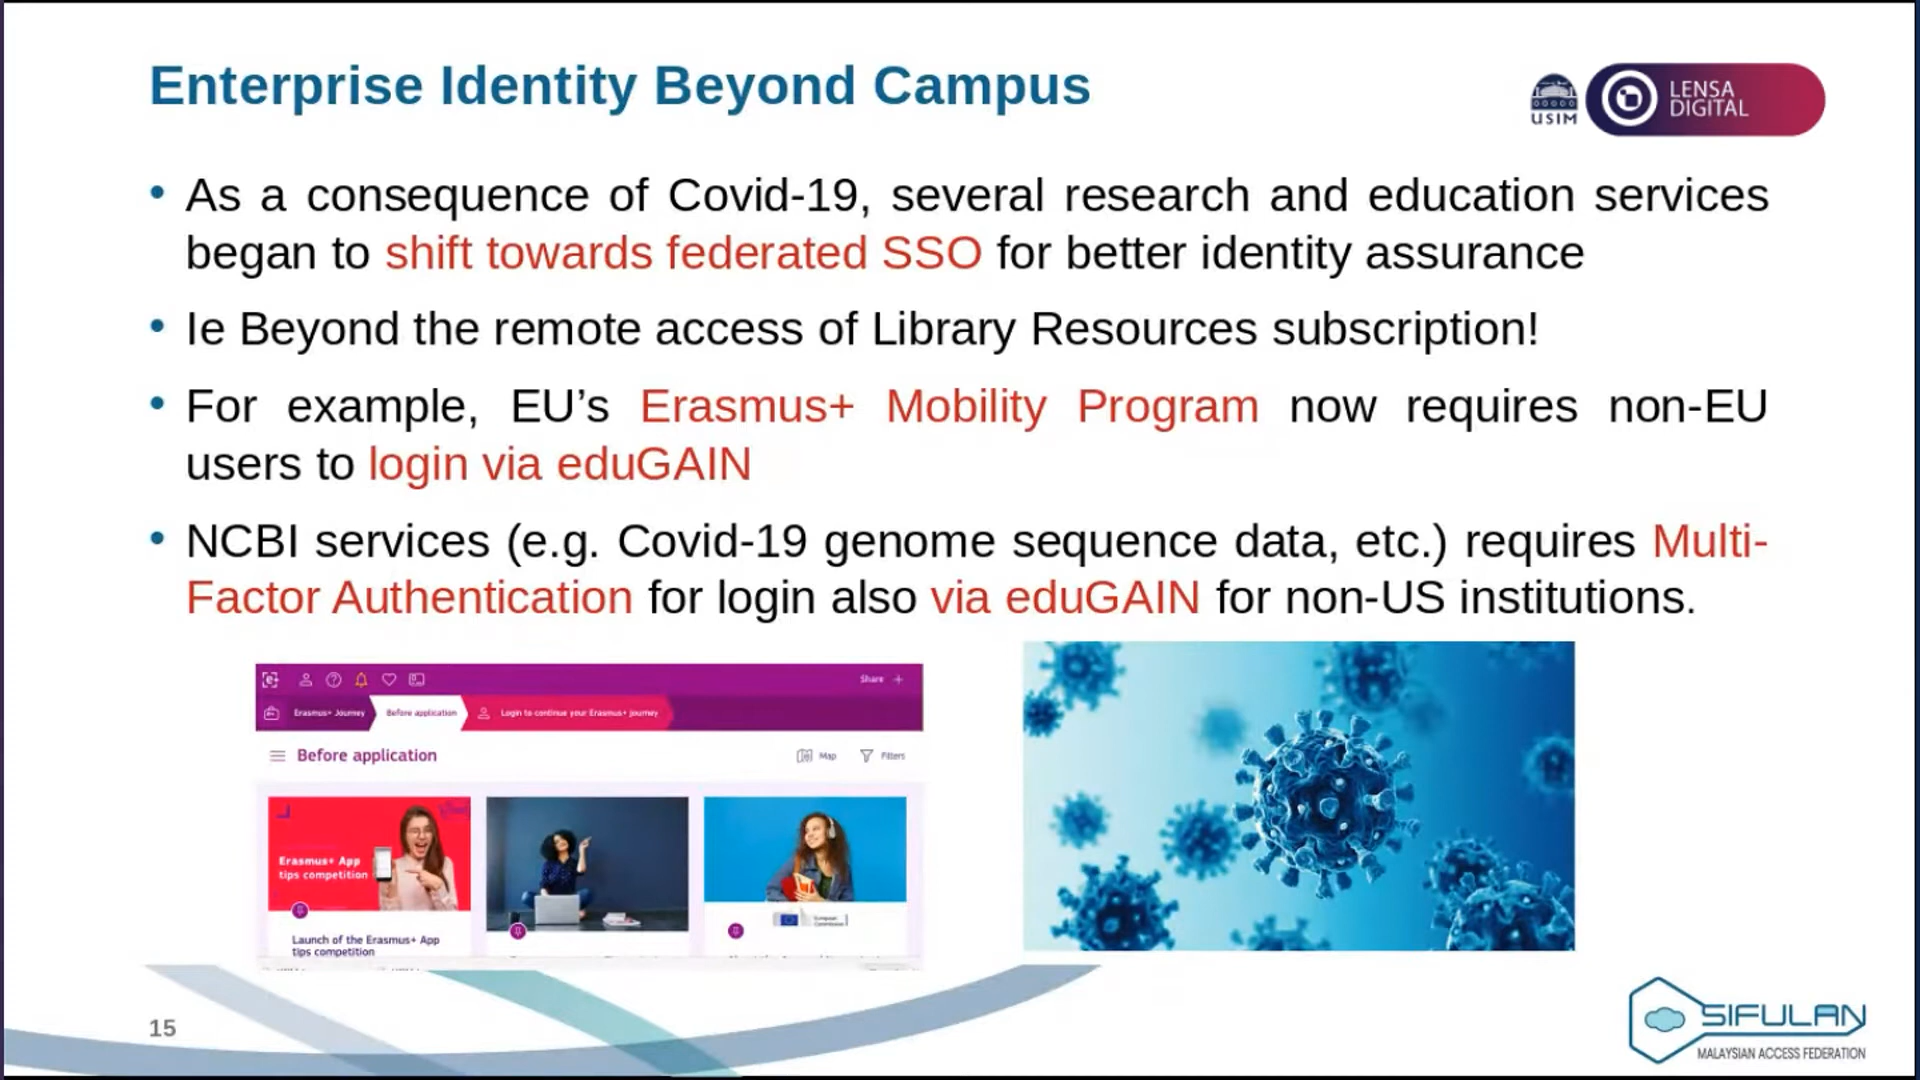 Enterprise Identity Beyond Campus
USIM
LENSA
DIGITAL
• As a consequence of Covid-19, several research and education services
began to shift towards federated SSO for better identity assurance
• Ie Beyond the remote access of Library Resources subscription!
• For example, EU’s Erasmus+ Mobility Program now requires non-EU
users to login via eduGAIN
• NCBI services (e.g. Covid-19 genome sequence data, etc.) requires Multi-
Factor Authentication for login also via eduGAIN for non-US institutions.
Share +
Erasmus+ Journey Before application Login to continue your Erasmus+ journey
Before application
Map Filters
Erasmus+ App
tips competition
European
Commission
Launch of the Erasmus+ App
tips competition
15
SIFULAN
MALAYSIAN ACCESS FEDERATION